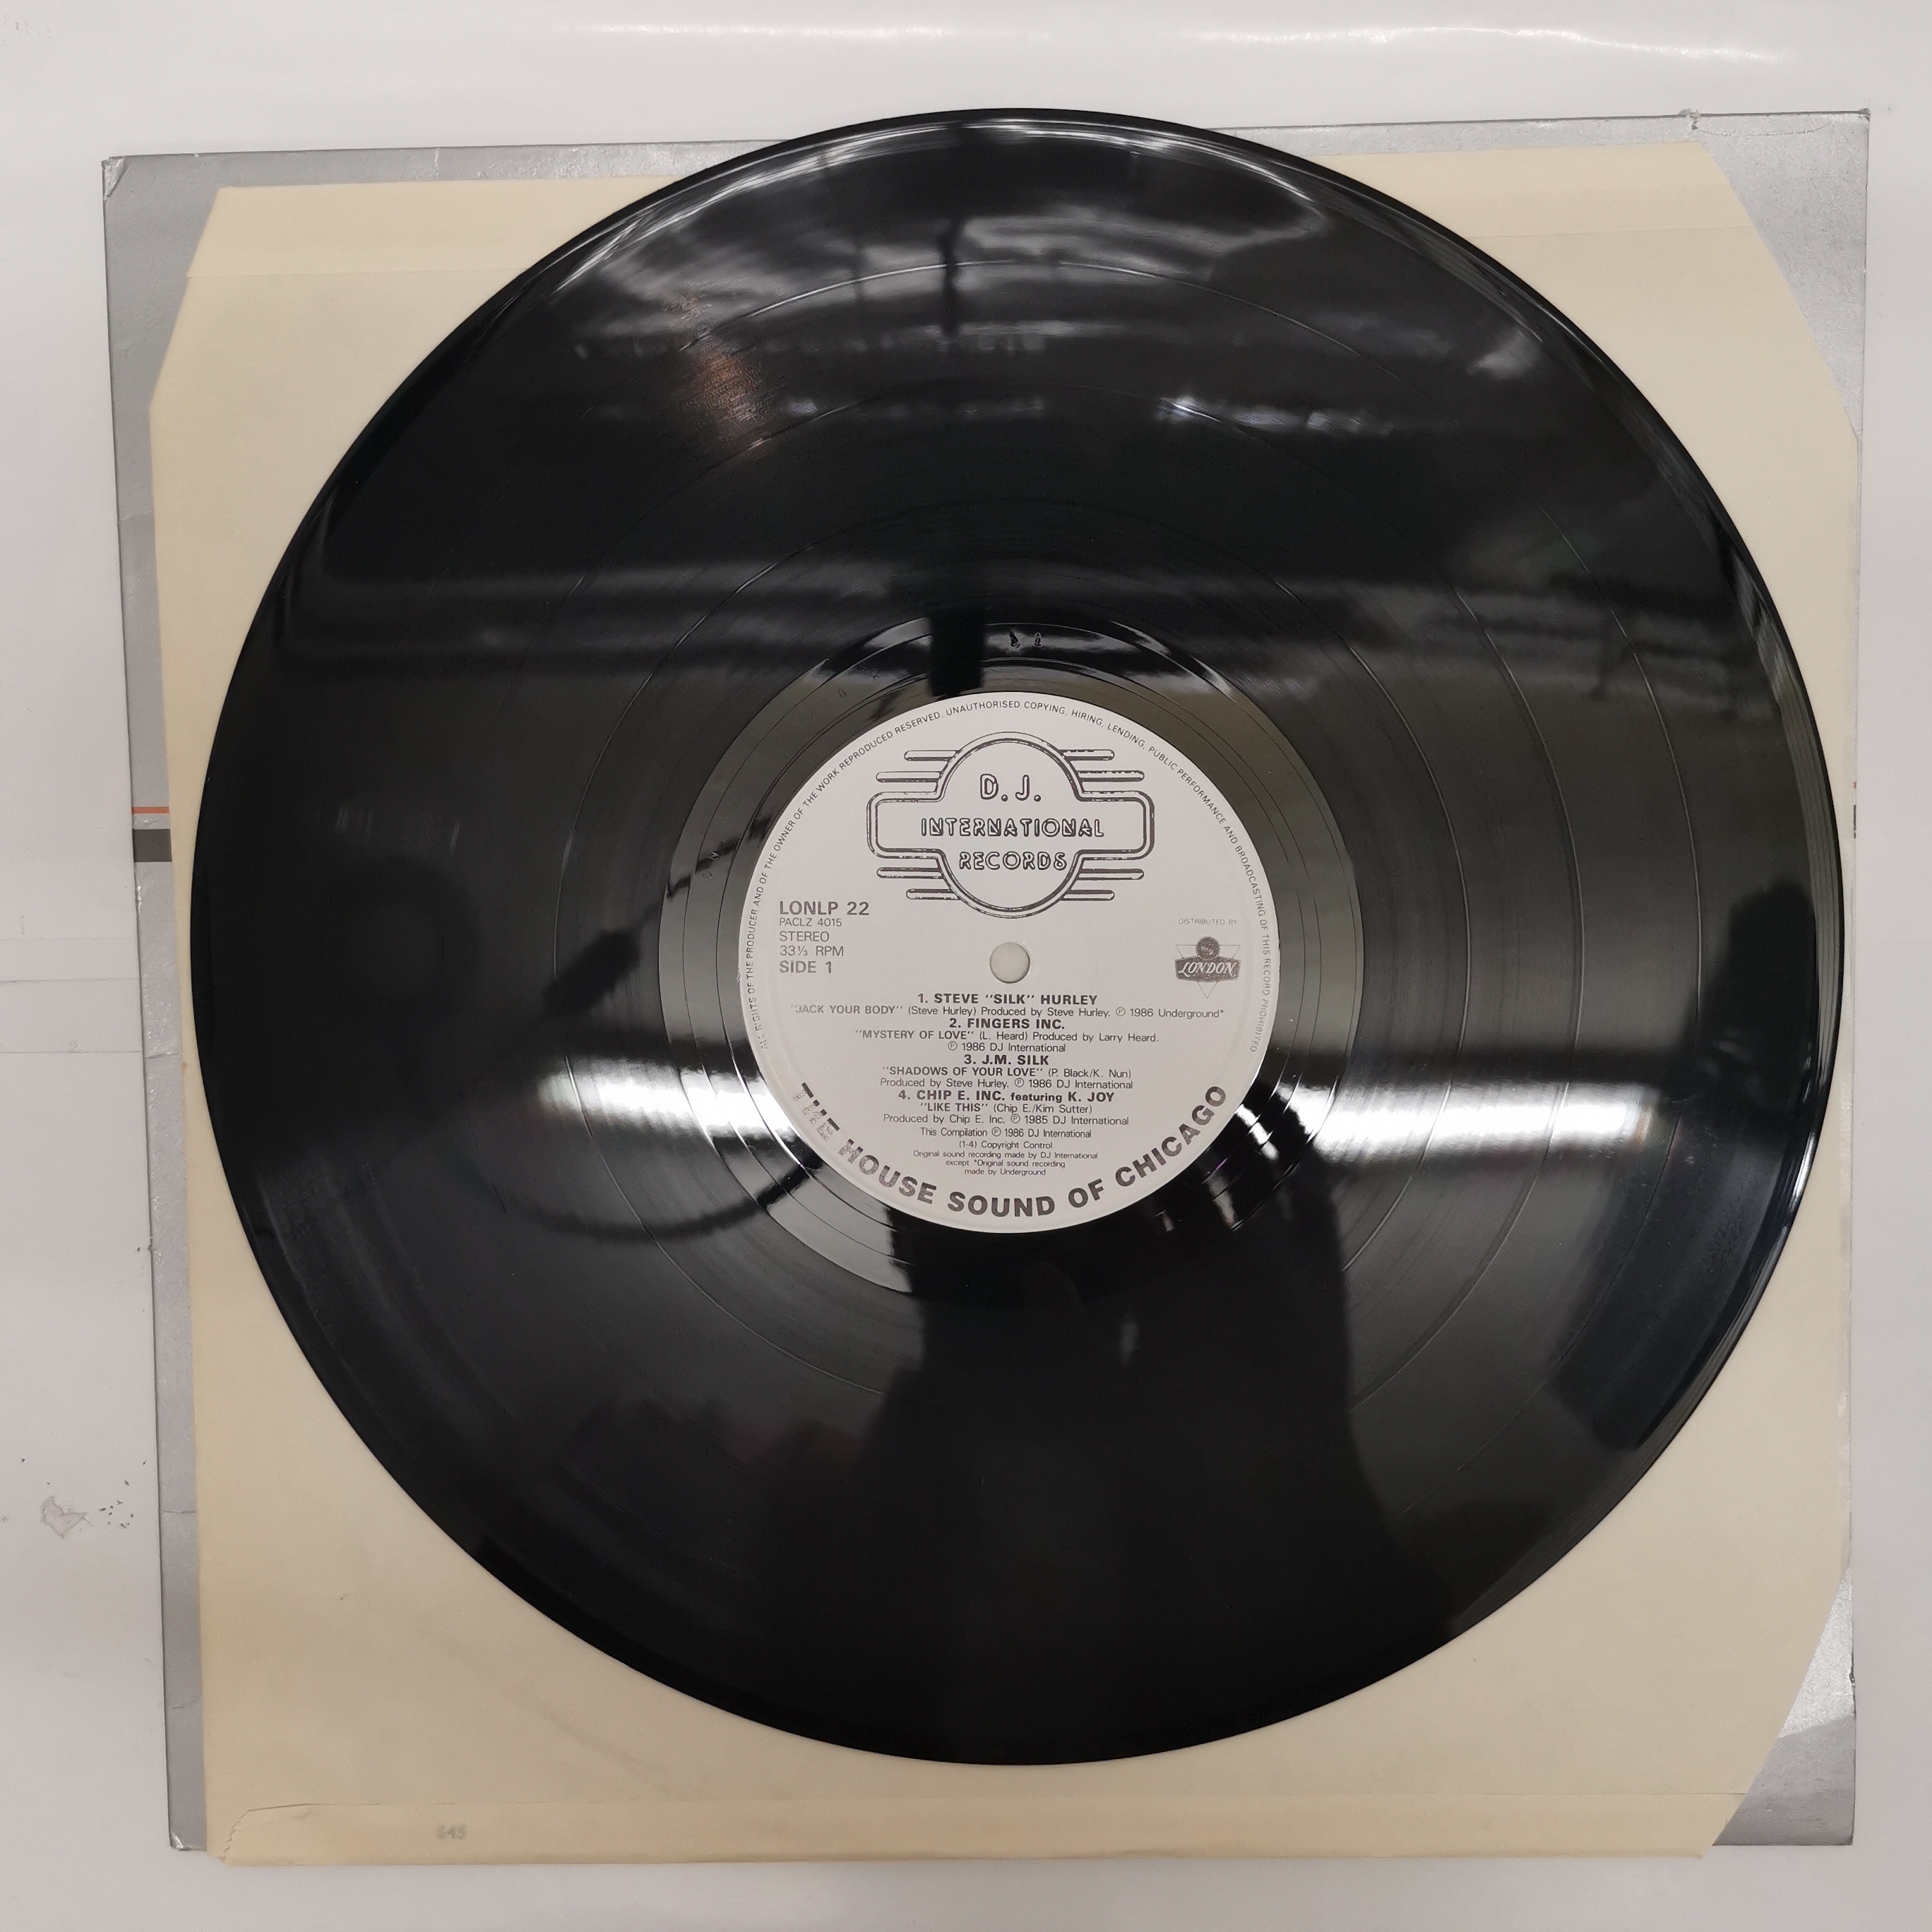 ALL RIGHTS OF THE PRODUCER AND OF THE OWNER OF THE WORK REPRODUCED RESERVED. UNAUTHORISED COPYING, HIRING, LENDING, PUBLIC PERFORMANCE AND BROADCASTING OF THIS RECORD PROHIBITED
D.J.
INTERNATIONAL
RECORDS
LONLP 22
PACLZ 4015
STEREO
33⅓ RPM
SIDE 1
DISTRIBUTED BY
LONDON
1. STEVE "SILK" HURLEY
"JACK YOUR BODY" (Steve Hurley) Produced by Steve Hurley. ℗ 1986 Underground*
2. FINGERS INC.
"MYSTERY OF LOVE" (L. Heard) Produced by Larry Heard.
℗ 1986 DJ International
3. J.M. SILK
"SHADOWS OF YOUR LOVE" (P. Black/K. Nun)
Produced by Steve Hurley. ℗ 1986 DJ International
4. CHIP E. INC. featuring K. JOY
"LIKE THIS" (Chip E./Kim Sutter)
Produced by Chip E. Inc. ℗ 1985 DJ International
This Compilation ℗ 1986 DJ International
(1-4) Copyright Control
Original sound recording made by DJ International
except *Original sound recording
made by Underground
THE HOUSE SOUND OF CHICAGO